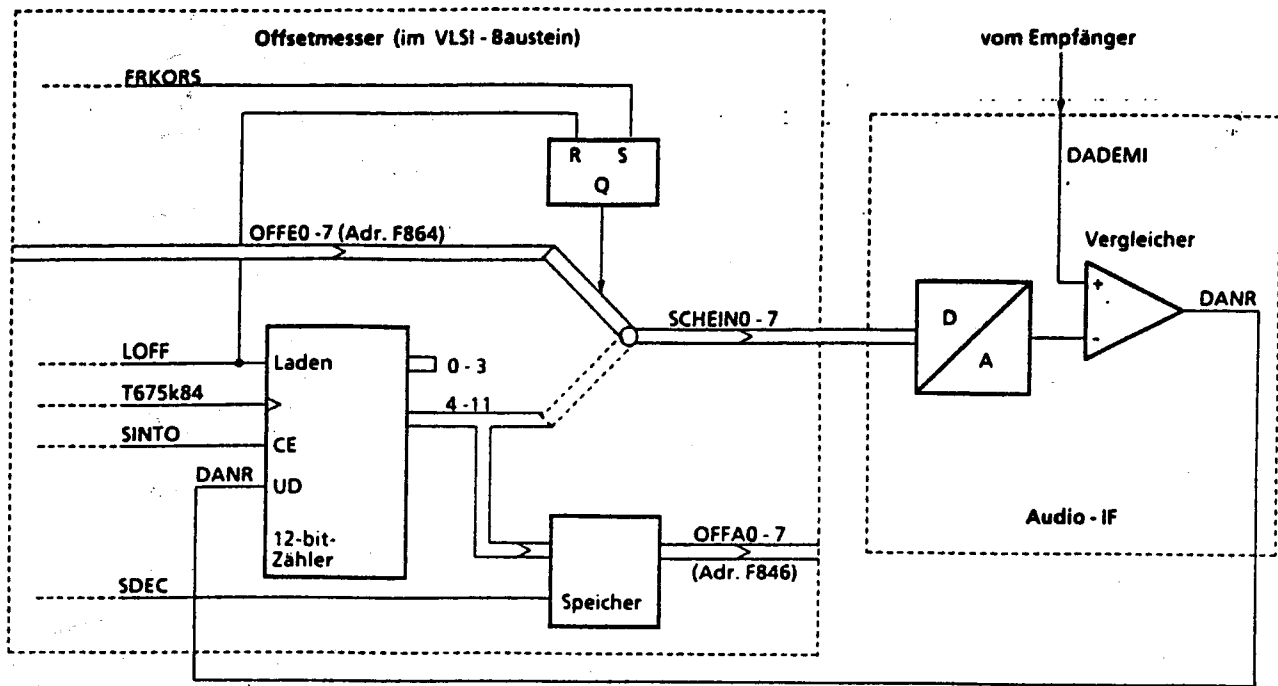 Offsetmesser (im VLSI - Baustein)
vom Empfänger
FRKORS
R S
Q
DADEMI
OFFE0 - 7 (Adr. F864)
Vergleicher
+
-
DANR
SCHEIN0 - 7
D
A
LOFF
Laden
0 - 3
T675k84
4 - 11
SINTO
CE
DANR
UD
12-bit-
Zähler
Audio - IF
OFFA0 - 7
(Adr. F846)
SDEC
Speicher